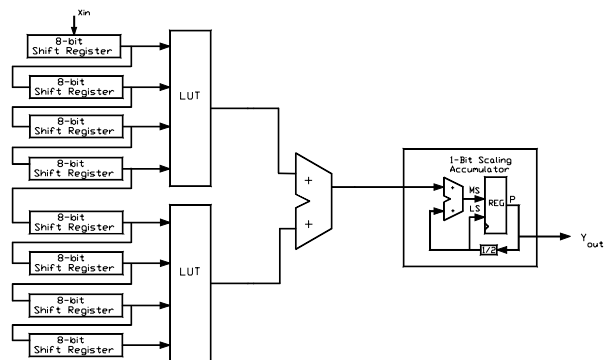 Xin
8-bit
Shift Register
8-bit
Shift Register
8-bit
Shift Register
8-bit
Shift Register
LUT
8-bit
Shift Register
8-bit
Shift Register
8-bit
Shift Register
8-bit
Shift Register
LUT
+
+
1-Bit Scaling
Accumulator
+
+
MS
LS
REG
P
1/2
Y out